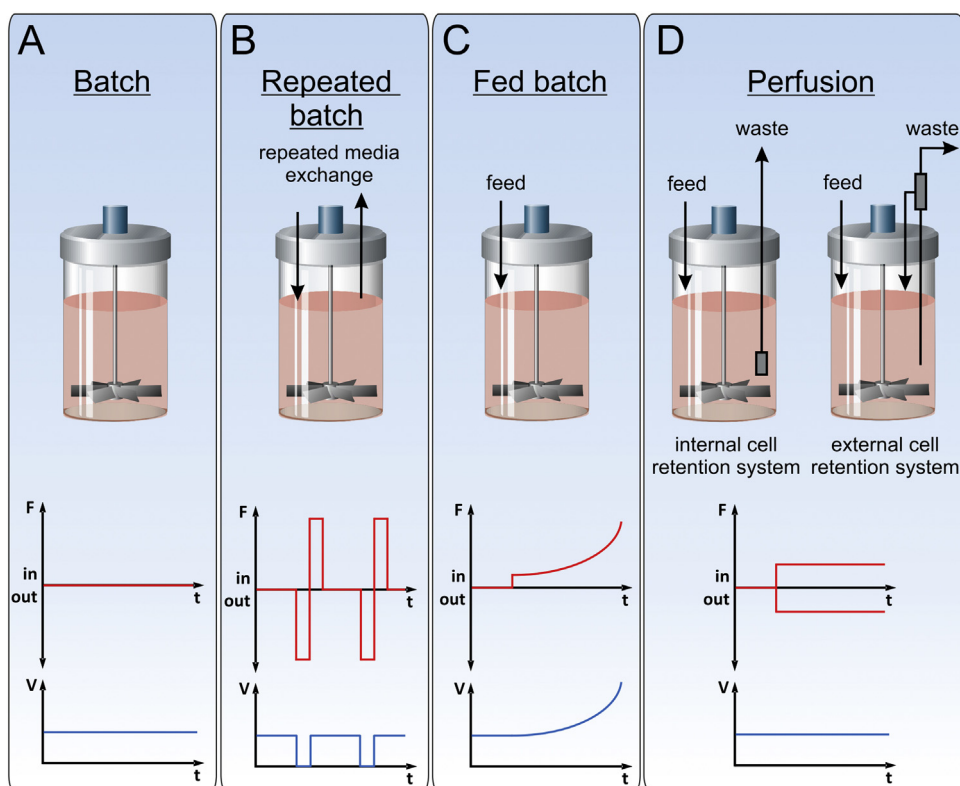 A
Batch
F
in
out
t
V
t
B
Repeated
batch
repeated media
exchange
F
in
out
t
V
t
C
Fed batch
feed
F
in
out
t
V
t
D
Perfusion
waste
feed
internal cell
retention system
waste
feed
external cell
retention system
F
in
out
t
V
t